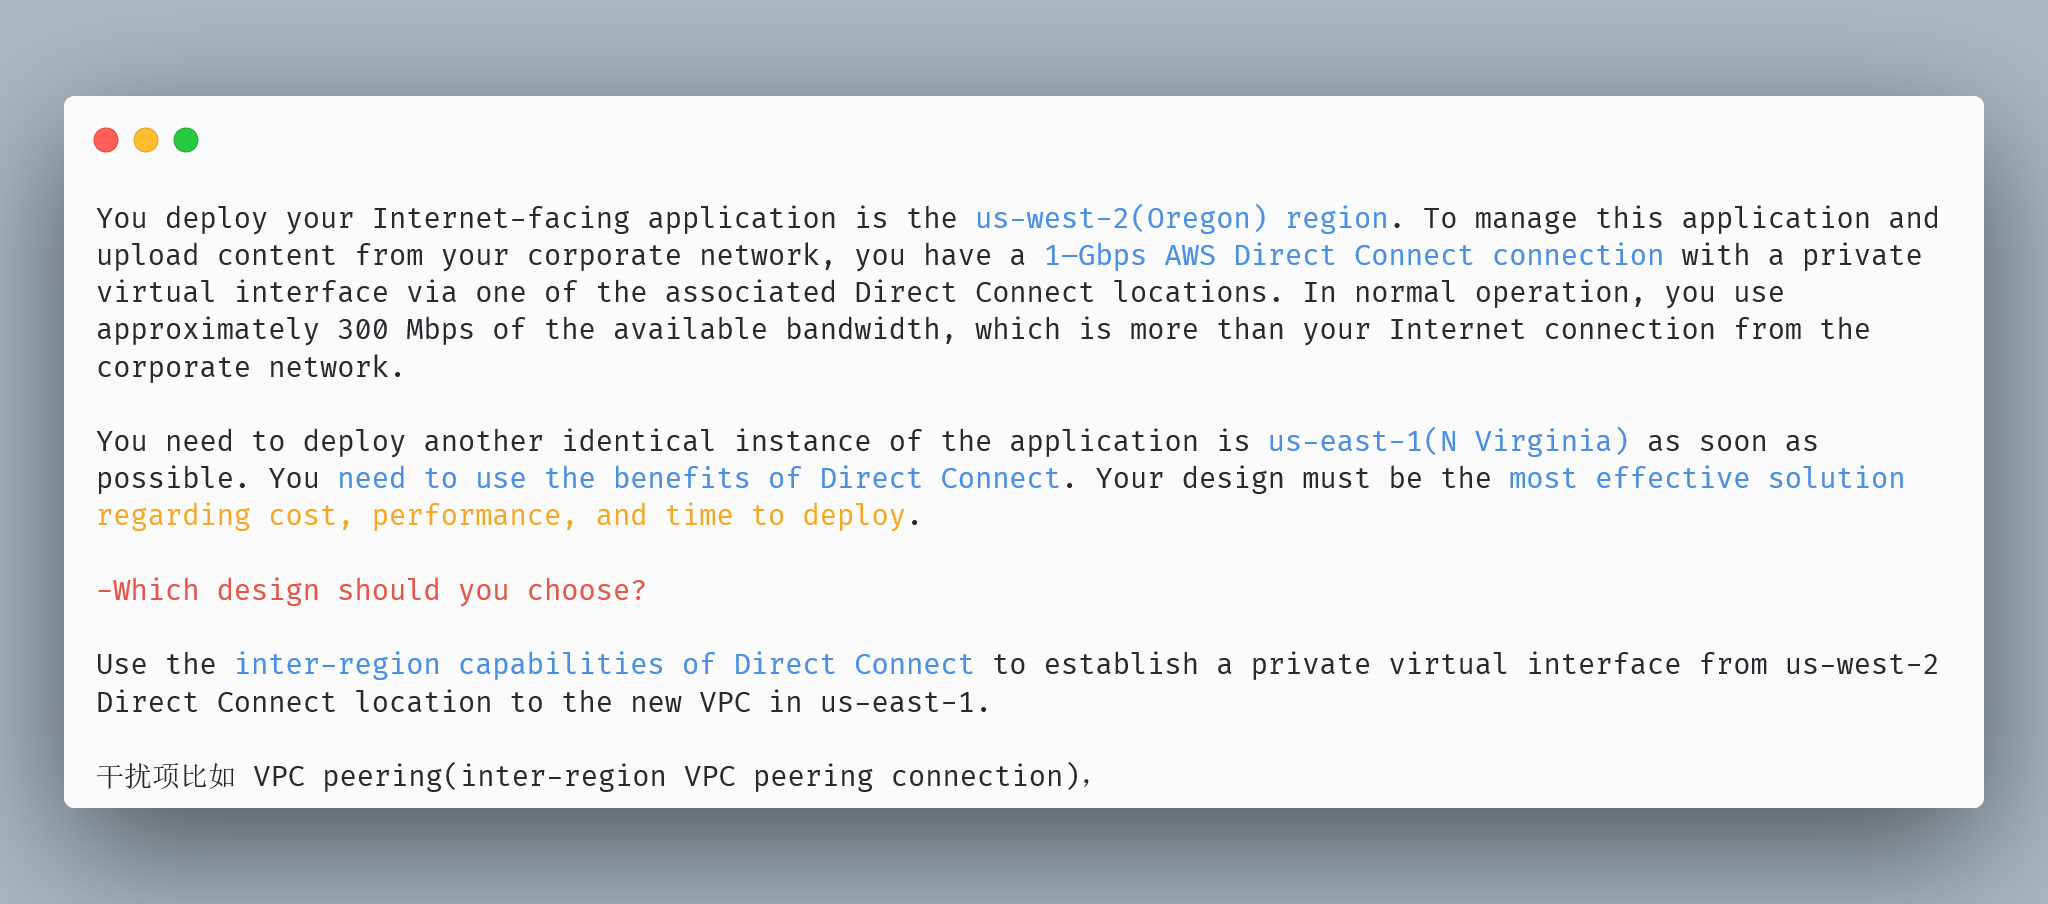 You deploy your Internet-facing application is the us-west-2(Oregon) region. To manage this application and
upload content from your corporate network, you have a 1–Gbps AWS Direct Connect connection with a private
virtual interface via one of the associated Direct Connect locations. In normal operation, you use
approximately 300 Mbps of the available bandwidth, which is more than your Internet connection from the
corporate network.
You need to deploy another identical instance of the application is us-east-1(N Virginia) as soon as
possible. You need to use the benefits of Direct Connect. Your design must be the most effective solution
regarding cost, performance, and time to deploy.
-Which design should you choose?
Use the inter-region capabilities of Direct Connect to establish a private virtual interface from us-west-2
Direct Connect location to the new VPC in us-east-1.
干扰项比如 VPC peering(inter-region VPC peering connection),